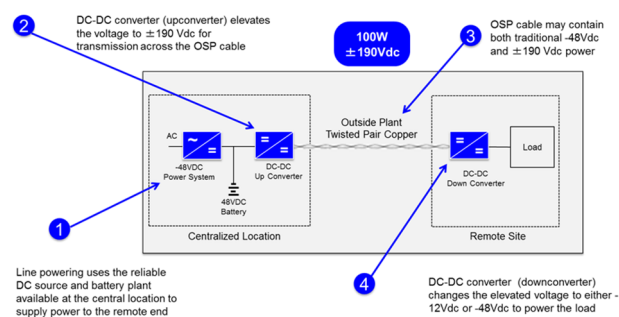 2
DC-DC converter (upconverter) elevates
the voltage to ±190 Vdc for
transmission across the OSP cable
100W
±190Vdc
3
OSP cable may contain
both traditional -48Vdc
and ±190 Vdc power
AC
-48VDC
Power System
48VDC
Battery
DC-DC
Up Converter
Centralized Location
Outside Plant
Twisted Pair Copper
DC-DC
Down Converter
Load
Remote Site
1
Line powering uses the reliable
DC source and battery plant
available at the central location to
supply power to the remote end
4
DC-DC converter (downconverter)
changes the elevated voltage to either -
12Vdc or -48Vdc to power the load